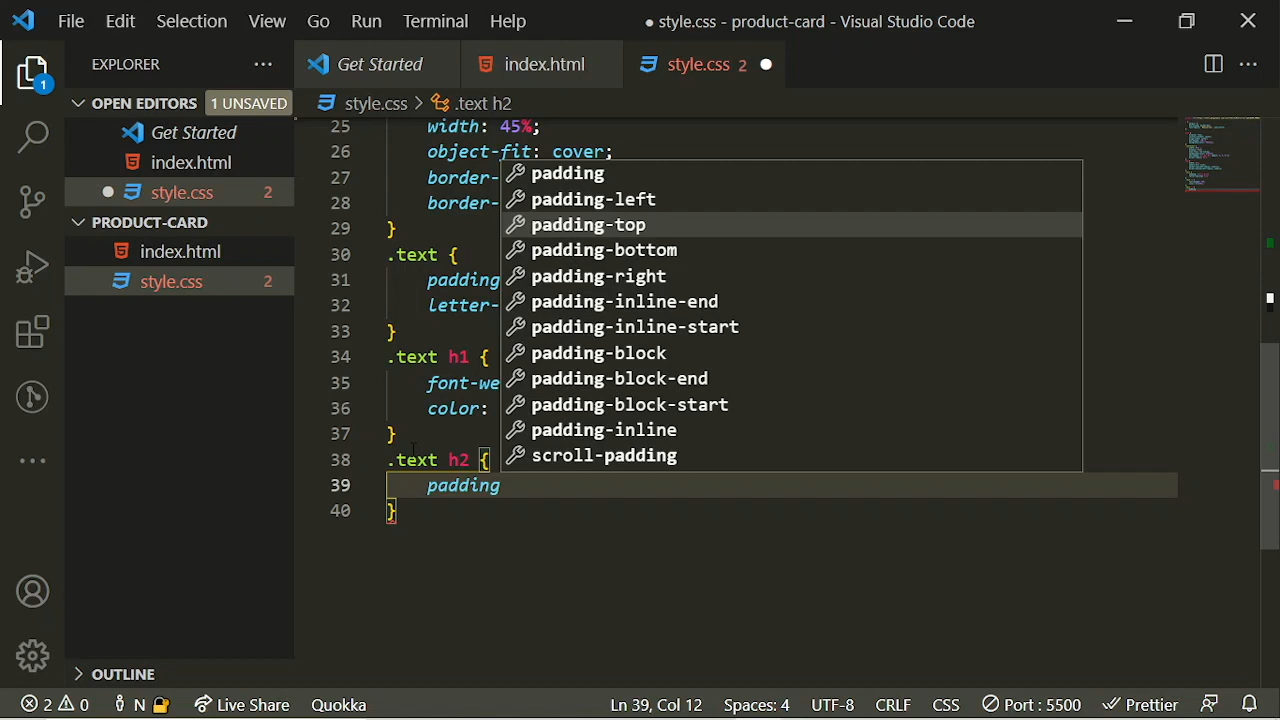 File Edit Selection View Go Run Terminal Help ● style.css - product-card - Visual Studio Code
EXPLORER ... Get Started index.html style.css 2 ● ...
1
OPEN EDITORS 1 UNSAVED style.css > .text h2
Get Started
index.html
● style.css 2
PRODUCT-CARD
index.html
style.css 2
25 width: 45%;
26 object-fit: cover;
27 border-
28 border-
29 }
30 .text {
31 padding
32 letter-
33 }
34 .text h1 {
35 font-we
36 color:
37 }
38 .text h2 {
39 padding
40 }
padding
padding-left
padding-top
padding-bottom
padding-right
padding-inline-end
padding-inline-start
padding-block
padding-block-end
padding-block-start
padding-inline
scroll-padding
OUTLINE
2 0 N Live Share Quokka Ln 39, Col 12 Spaces: 4 UTF-8 CRLF CSS Port : 5500 Prettier